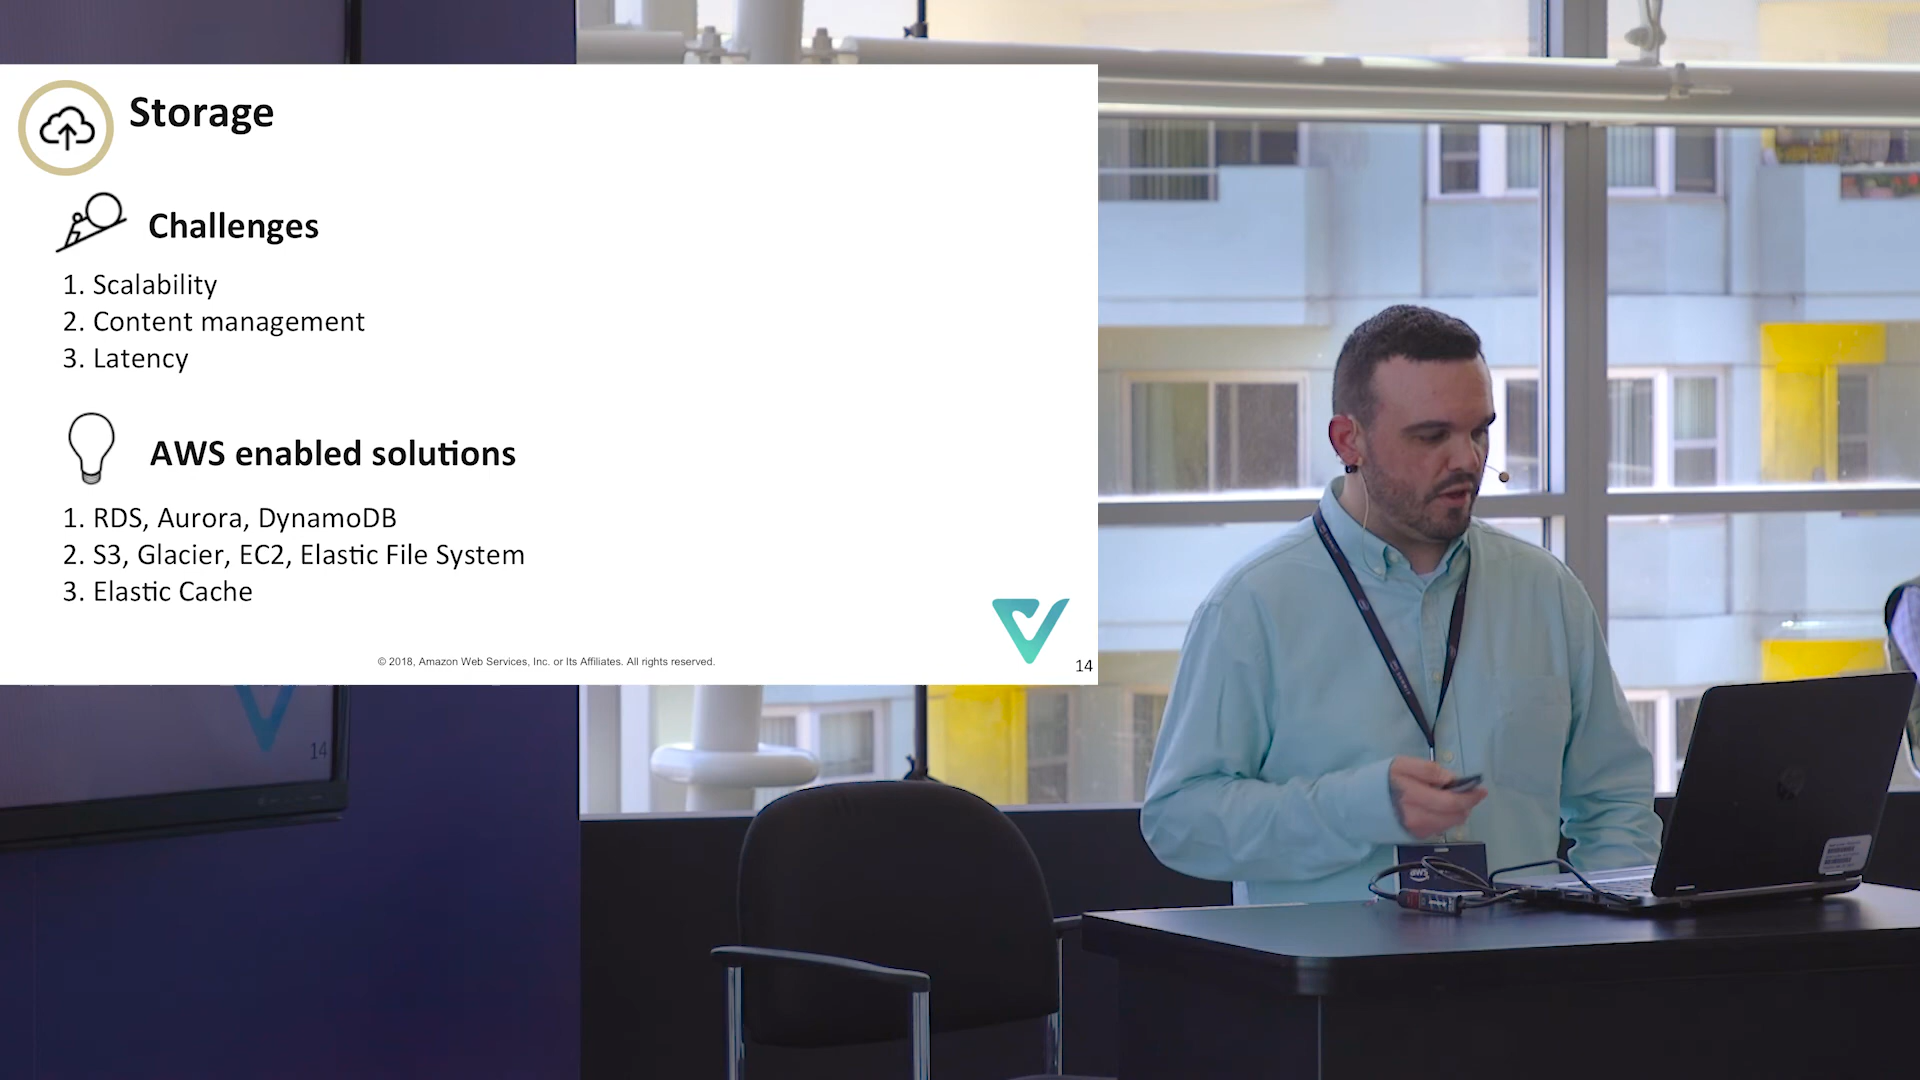 Storage
Challenges
1. Scalability
2. Content management
3. Latency
AWS enabled solutions
1. RDS, Aurora, DynamoDB
2. S3, Glacier, EC2, Elastic File System
3. Elastic Cache
© 2018, Amazon Web Services, Inc. or Its Affiliates. All rights reserved.
14
14
aws
hp